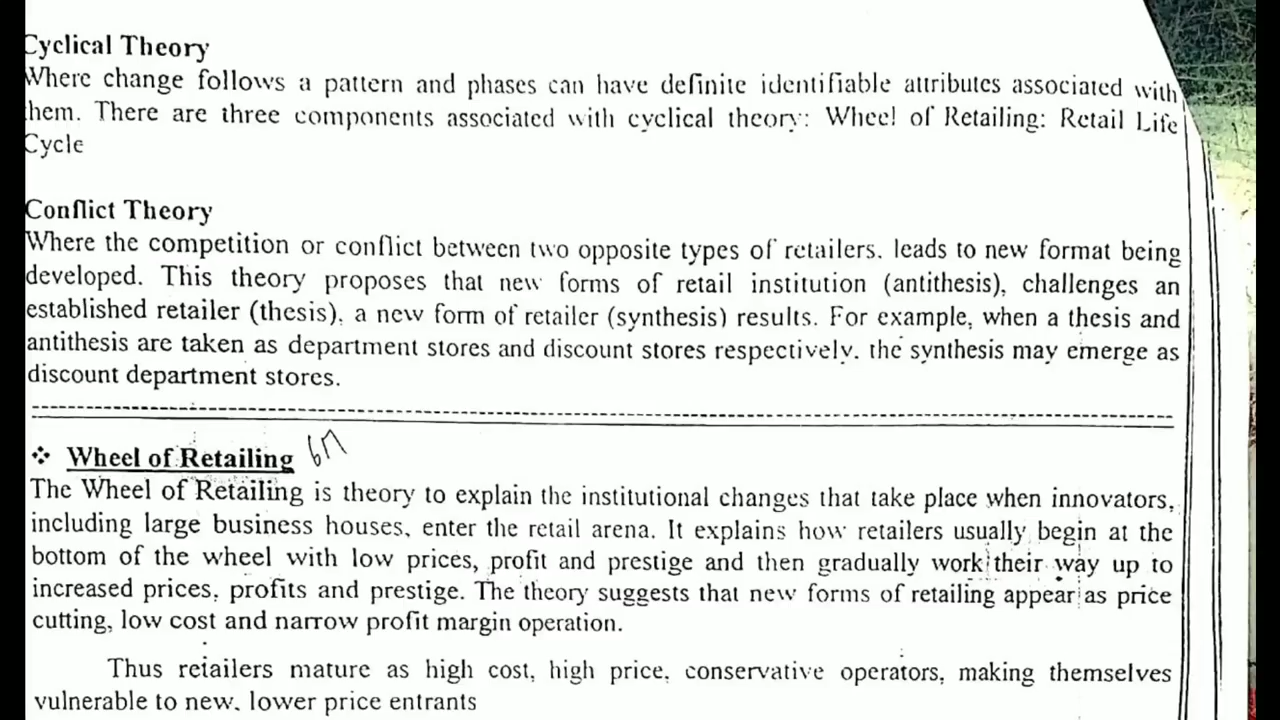 Cyclical Theory
Where change follows a pattern and phases can have definite identifiable attributes associated with
them. There are three components associated with cyclical theory: Wheel of Retailing: Retail Life
Cycle
Conflict Theory
Where the competition or conflict between two opposite types of retailers. leads to new format being
developed. This theory proposes that new forms of retail institution (antithesis), challenges an
established retailer (thesis), a new form of retailer (synthesis) results. For example, when a thesis and
antithesis are taken as department stores and discount stores respectively. the synthesis may emerge as
discount department stores.
❖ Wheel of Retailing
The Wheel of Retailing is theory to explain the institutional changes that take place when innovators,
including large business houses, enter the retail arena. It explains how retailers usually begin at the
bottom of the wheel with low prices, profit and prestige and then gradually work their way up to
increased prices, profits and prestige. The theory suggests that new forms of retailing appear as price
cutting, low cost and narrow profit margin operation.
Thus retailers mature as high cost, high price, conservative operators, making themselves
vulnerable to new. lower price entrants